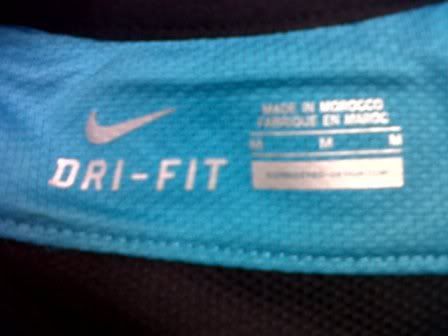 DRI-FIT
MADE IN MOROCCO
FABRIQUE EN MAROC
M M M